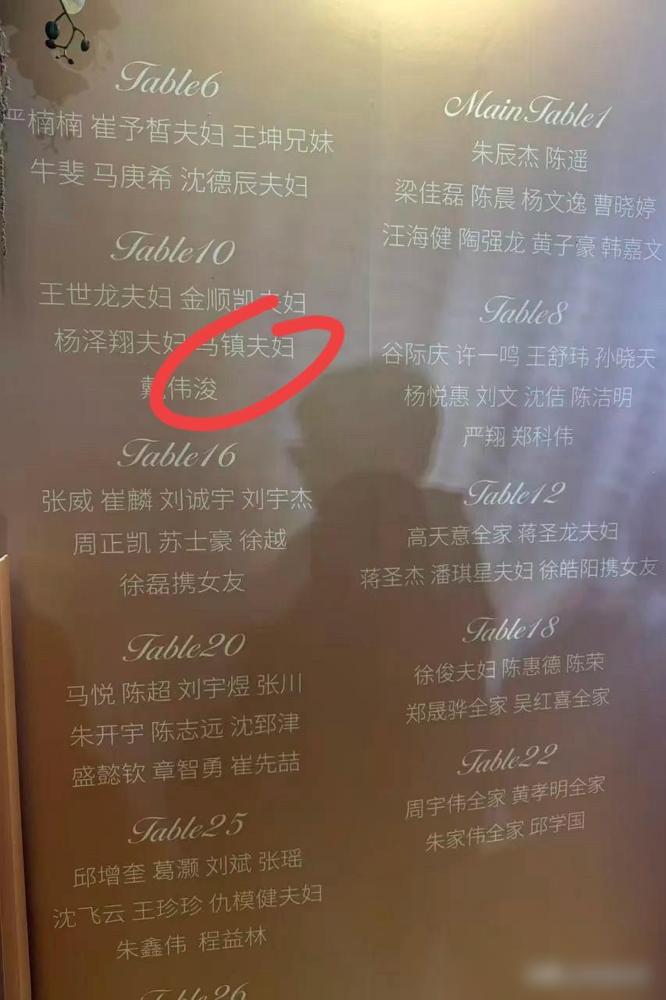 Table6
严楠楠 崔予皙夫妇 王坤兄妹
牛斐 马庚希 沈德辰夫妇
Table10
王世龙夫妇 金顺凯夫妇
杨泽翔夫妇 马镇夫妇
戴伟浚
Table16
张威 崔麟 刘诚宇 刘宇杰
周正凯 苏士豪 徐越
徐磊携女友
Table20
马悦 陈超 刘宇煜 张川
朱开宇 陈志远 沈郅津
盛懿钦 章智勇 崔先喆
Table25
邱增奎 葛灏 刘斌 张瑶
沈飞云 王珍珍 仇模健夫妇
朱鑫伟 程益林
Table26
MainTable1
朱辰杰 陈遥
梁佳磊 陈晨 杨文逸 曹晓婷
汪海健 陶强龙 黄子豪 韩嘉文
Table8
谷际庆 许一鸣 王舒玮 孙晓天
杨悦惠 刘文 沈佶 陈洁明
严翔 郑科伟
Table12
高天意全家 蒋圣龙夫妇
蒋圣杰 潘琪星夫妇 徐皓阳携女友
Table18
徐俊夫妇 陈惠德 陈荣
郑晟骅全家 吴红喜全家
Table22
周宇伟全家 黄孝明全家
朱家伟全家 邱学国